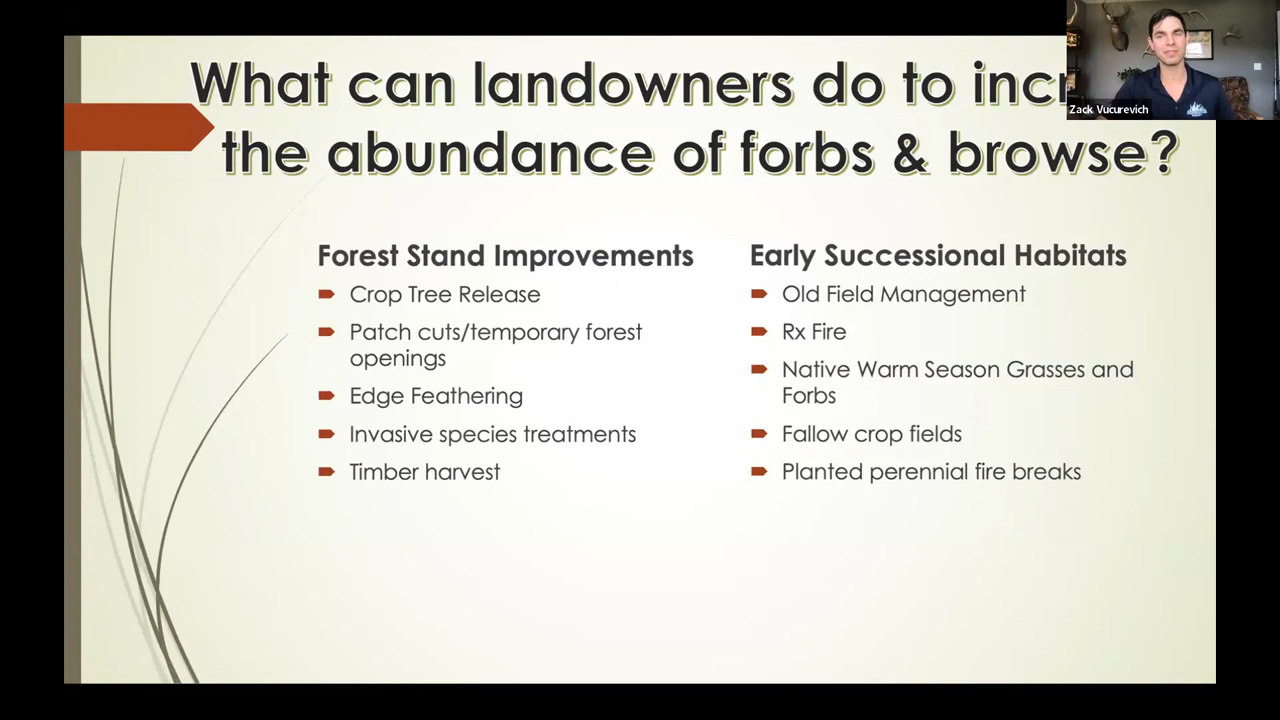 What can landowners do to incr
the abundance of forbs & browse?
Zack Vucurevich
Forest Stand Improvements
Crop Tree Release
Patch cuts/temporary forest
openings
Edge Feathering
Invasive species treatments
Timber harvest
Early Successional Habitats
Old Field Management
Rx Fire
Native Warm Season Grasses and
Forbs
Fallow crop fields
Planted perennial fire breaks